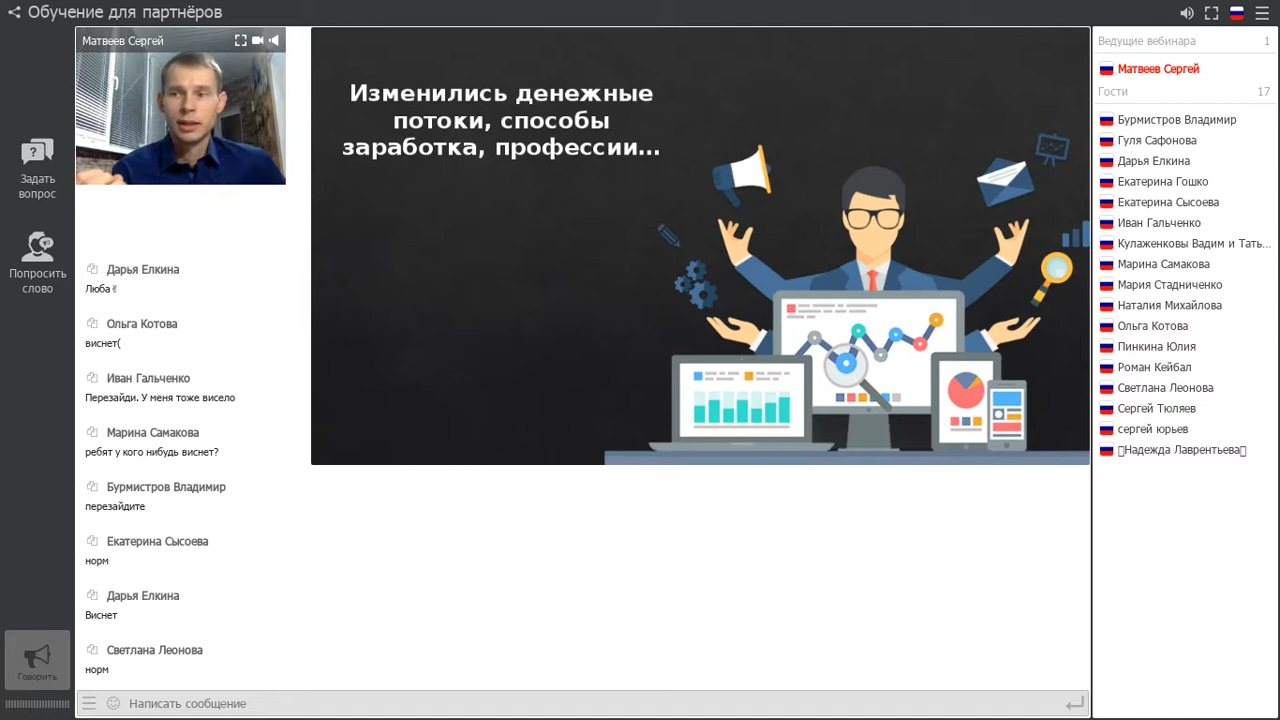 Обучение для партнёров
Задать
вопрос
Попросить
слово
Говорить
Матвеев Сергей
Дарья Елкина
Люба✌
Ольга Котова
виснет(
Иван Гальченко
Перезайди. У меня тоже висело
Марина Самакова
ребят у кого нибудь виснет?
Бурмистров Владимир
перезайдите
Екатерина Сысоева
норм
Дарья Елкина
Виснет
Светлана Леонова
норм
Написать сообщение
Изменились денежные
потоки, способы
заработка, профессии...
Ведущие вебинара 1
Матвеев Сергей
Гости 17
Бурмистров Владимир
Гуля Сафонова
Дарья Елкина
Екатерина Гошко
Екатерина Сысоева
Иван Гальченко
Кулаженковы Вадим и Тать...
Марина Самакова
Мария Стадниченко
Наталия Михайлова
Ольга Котова
Пинкина Юлия
Роман Кейбал
Светлана Леонова
Сергей Тюляев
сергей юрьев
Надежда Лаврентьева